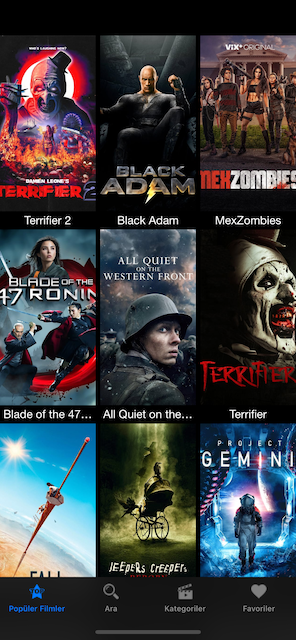 WHO'S LAUGHING NOW?
DAMIEN LEONE'S
TERRIFIER 2
BLACK
ADAM
ViX+ ORIGINAL
MEXZOMBIES
Terrifier 2
Black Adam
MexZombies
BLADE OF THE
47 RONIN
ALL QUIET
ON THE
WESTERN FRONT
TERRIFIER
Blade of the 47...
All Quiet on the...
Terrifier
FALL
JEEPERS CREEPERS
REBORN
PROJECT
GEMINI
Popüler Filmler
Ara
Kategoriler
Favoriler